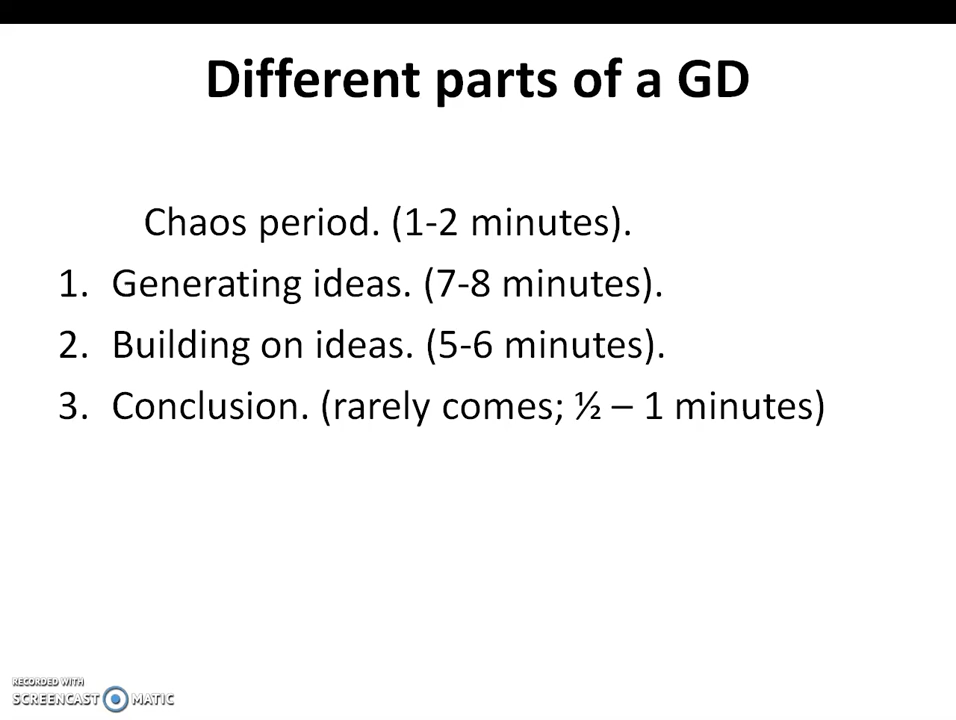 Different parts of a GD
Chaos period. (1-2 minutes).
1. Generating ideas. (7-8 minutes).
2. Building on ideas. (5-6 minutes).
3. Conclusion. (rarely comes; ½ – 1 minutes)
RECORDED WITH
SCREENCAST MATIC